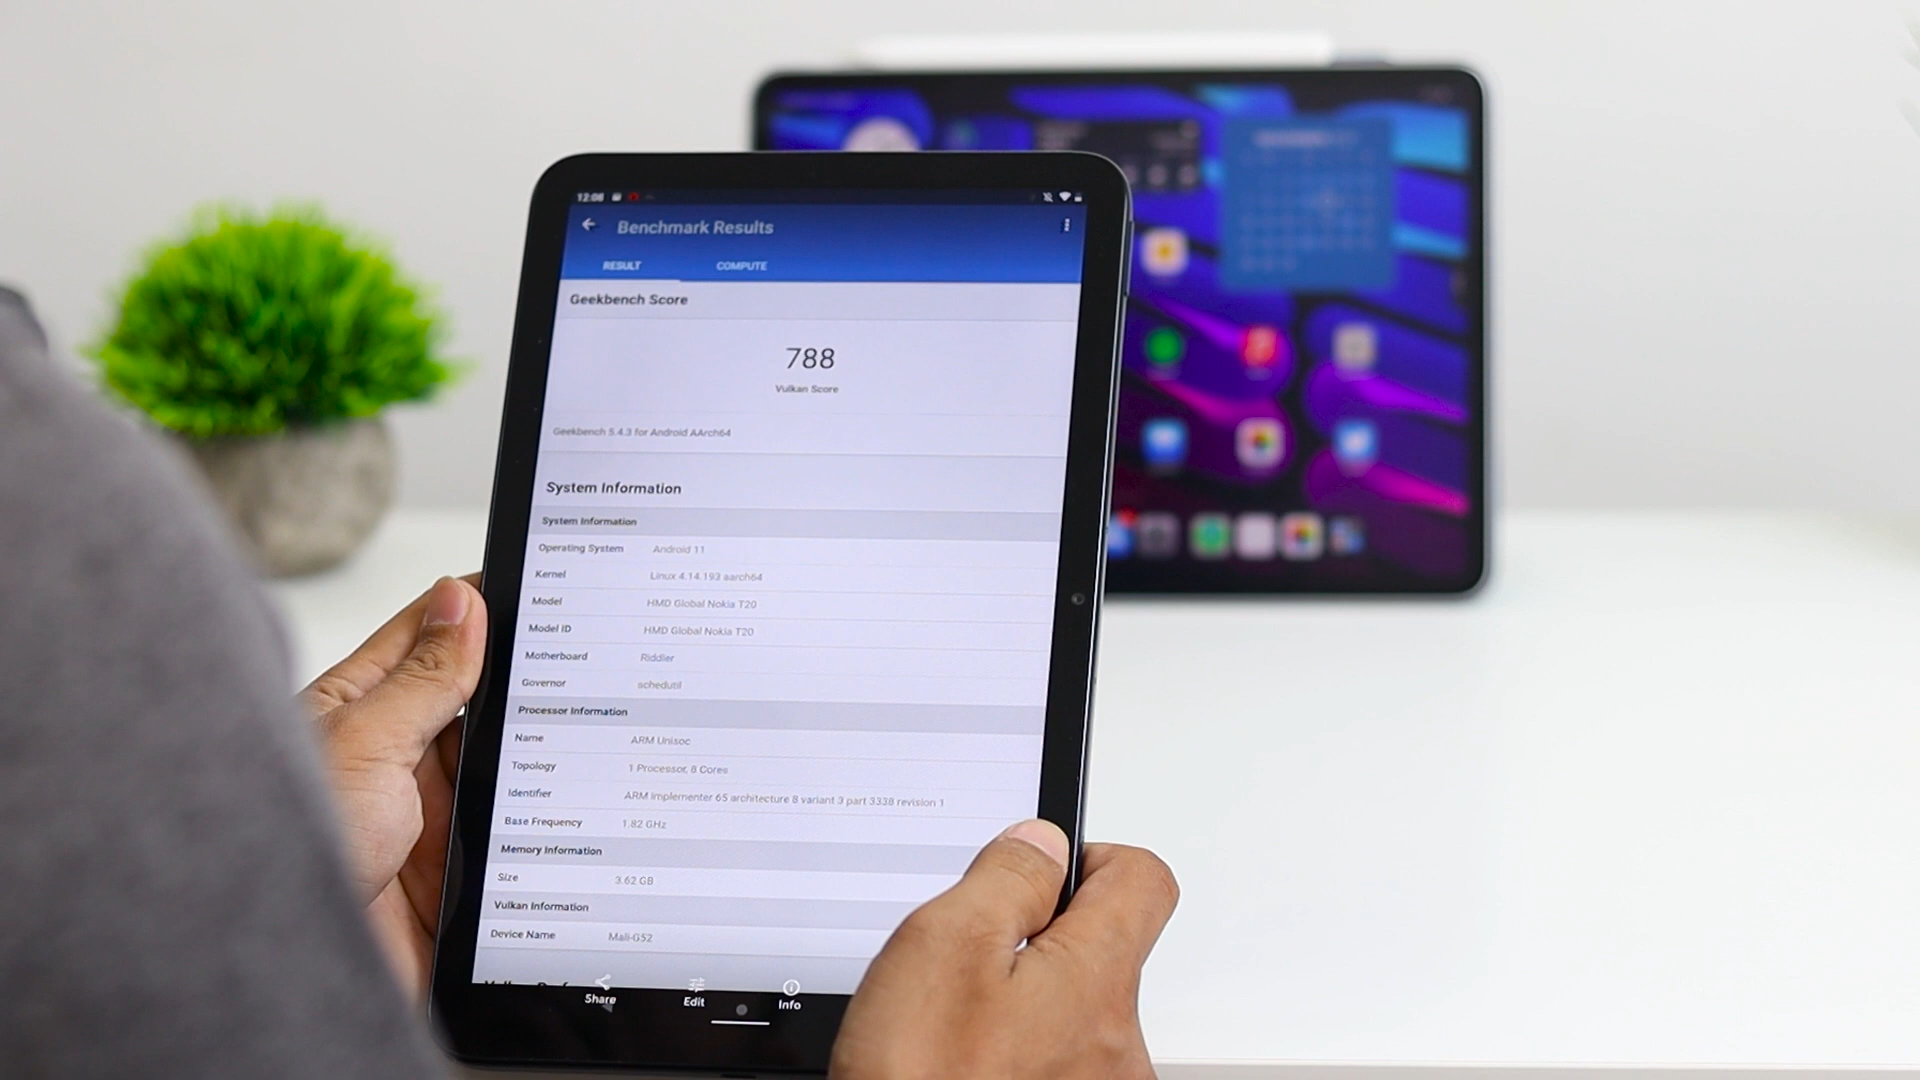 12:08
Benchmark Results
RESULT COMPUTE
Geekbench Score
788
Vulkan Score
Geekbench 5.4.3 for Android AArch64
System Information
System Information
Operating System Android 11
Kernel Linux 4.14.193 aarch64
Model HMD Global Nokia T20
Model ID HMD Global Nokia T20
Motherboard Riddler
Governor schedutil
Processor Information
Name ARM Unisoc
Topology 1 Processor, 8 Cores
Identifier ARM implementer 65 architecture 8 variant 3 part 3338 revision 1
Base Frequency 1.82 GHz
Memory Information
Size 3.62 GB
Vulkan Information
Device Name Mali-G52
Share Edit Info